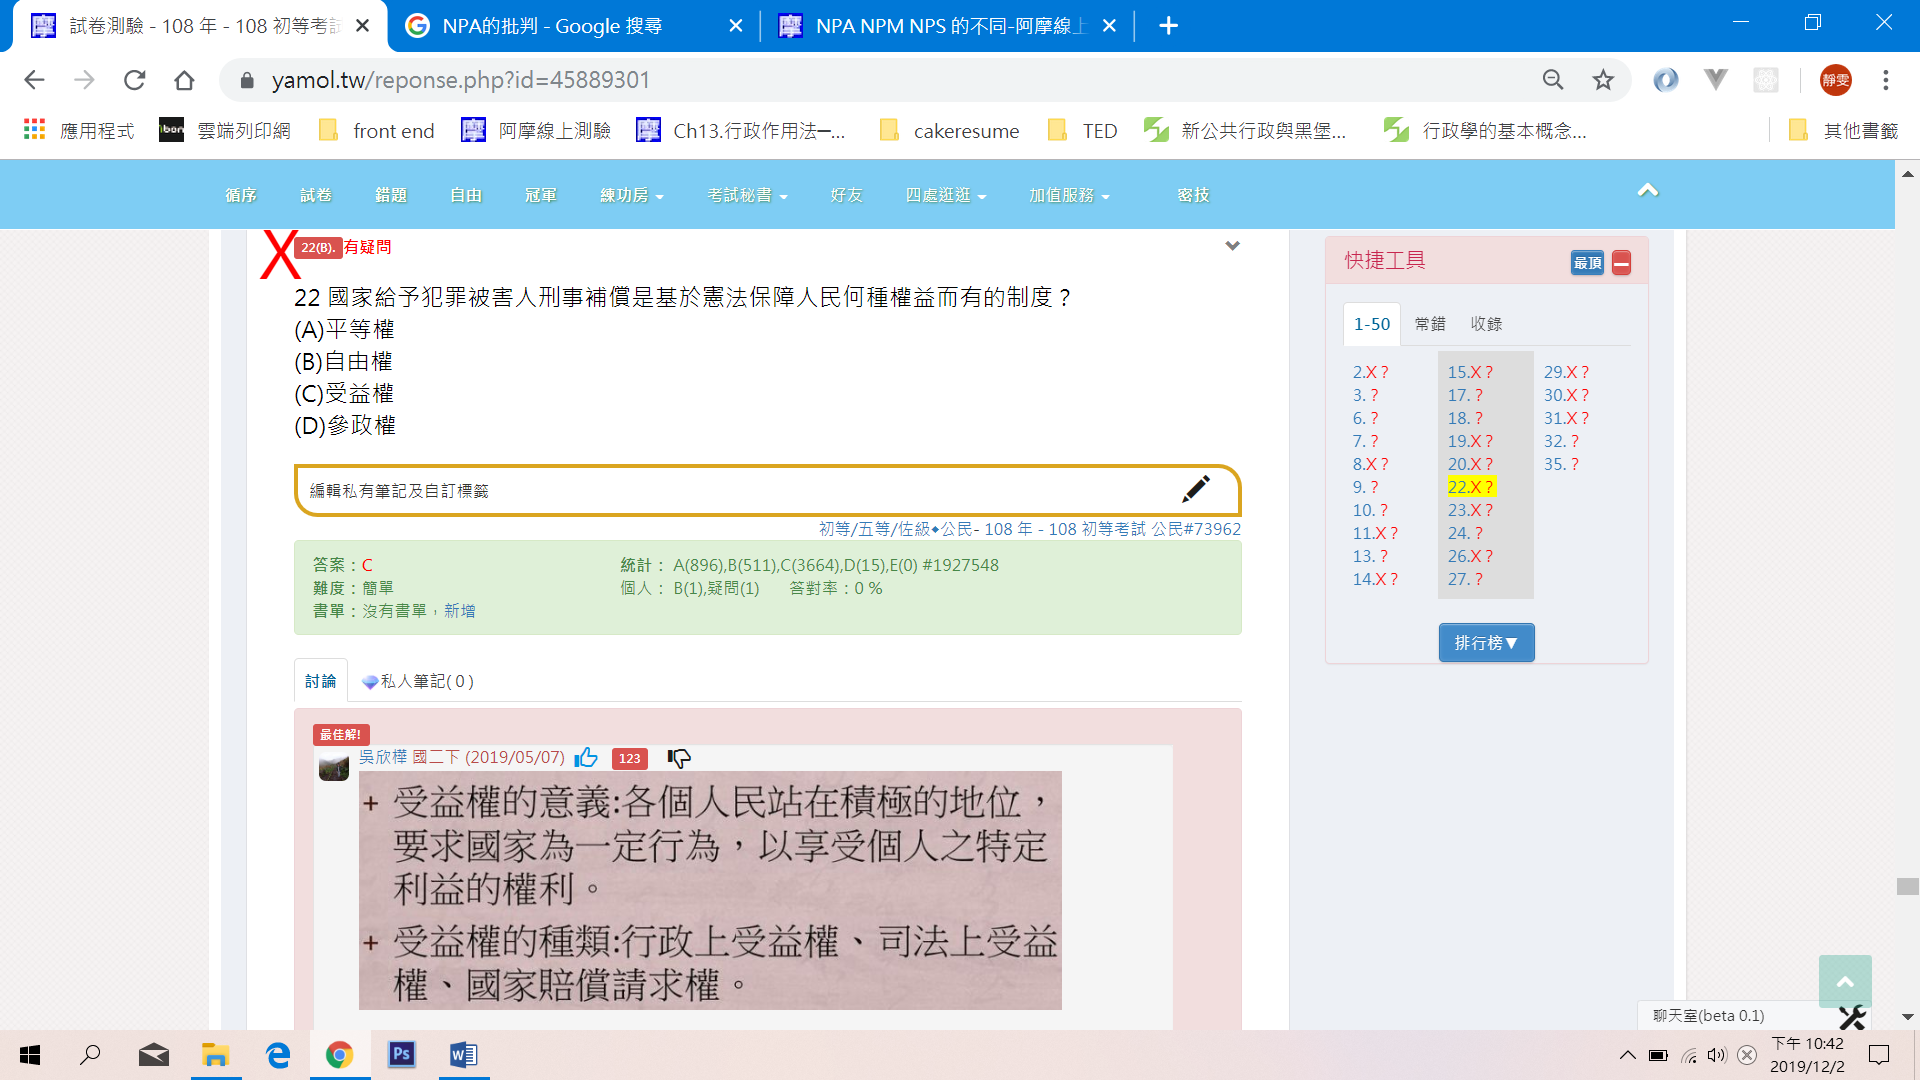 試卷測驗 - 108 年 - 108 初等考試
NPA的批判 - Google 搜尋
NPA NPM NPS 的不同-阿摩線上
yamol.tw/reponse.php?id=45889301
靜雯
應用程式
ibon
雲端列印網
front end
阿摩線上測驗
Ch13.行政作用法─...
cakeresume
TED
新公共行政與黑堡...
行政學的基本概念...
其他書籤
循序
試卷
錯題
自由
冠軍
練功房
考試秘書
好友
四處逛逛
加值服務
密技
X
22(B).
有疑問
22 國家給予犯罪被害人刑事補償是基於憲法保障人民何種權益而有的制度？
(A)平等權
(B)自由權
(C)受益權
(D)參政權
編輯私有筆記及自訂標籤
初等/五等/佐級◆公民- 108 年 - 108 初等考試 公民#73962
答案：C
難度：簡單
書單：沒有書單，新增
統計： A(896),B(511),C(3664),D(15),E(0) #1927548
個人： B(1),疑問(1) 答對率：0 %
討論
私人筆記( 0 )
最佳解!
吳欣樺 國二下 (2019/05/07) 123
+ 受益權的意義:各個人民站在積極的地位，
要求國家為一定行為，以享受個人之特定
利益的權利。
+ 受益權的種類:行政上受益權、司法上受益
權、國家賠償請求權。
快捷工具
最頂
1-50
常錯
收錄
2.X ?
3. ?
6. ?
7. ?
8.X ?
9. ?
10. ?
11.X ?
13. ?
14.X ?
15.X ?
17. ?
18. ?
19.X ?
20.X ?
22.X ?
23.X ?
24. ?
26.X ?
27. ?
29.X ?
30.X ?
31.X ?
32. ?
35. ?
排行榜▼
聊天室(beta 0.1)
Ps
下午 10:42
2019/12/2